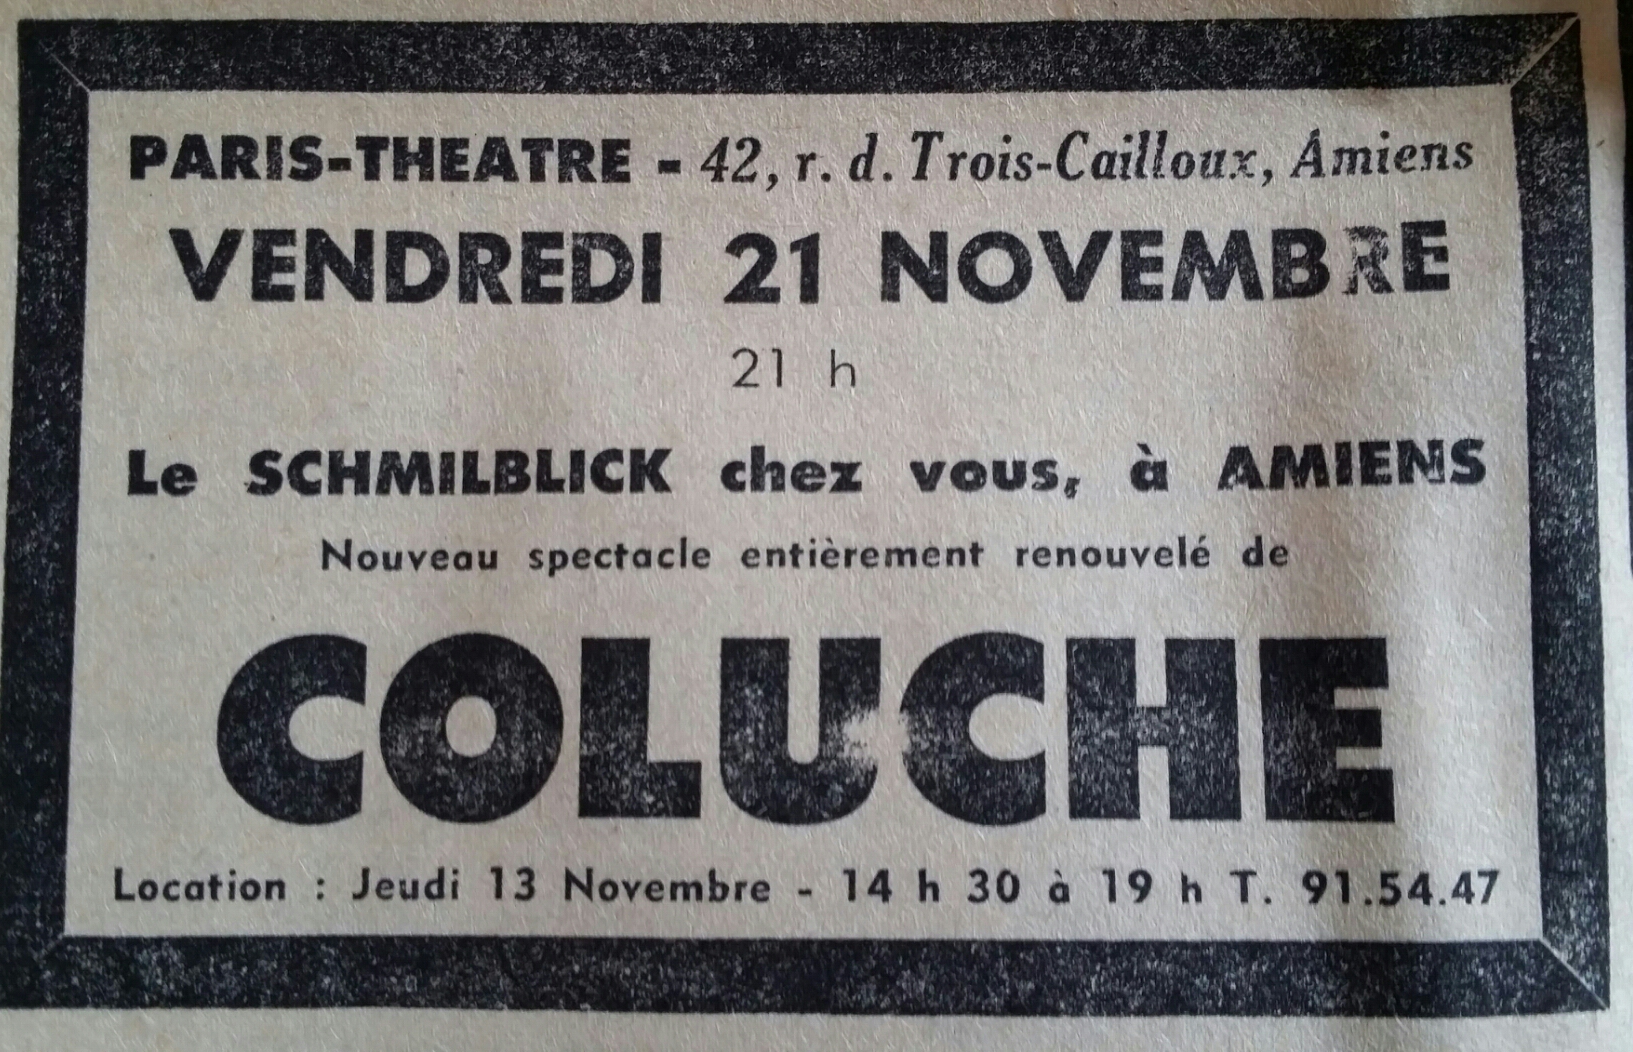 PARIS-THEATRE - 42, r. d. Trois-Cailloux, Amiens
VENDREDI 21 NOVEMBRE
21 h
Le SCHMILBLICK chez vous, à AMIENS
Nouveau spectacle entièrement renouvelé de
COLUCHE
Location : Jeudi 13 Novembre - 14 h 30 à 19 h T. 91.54.47